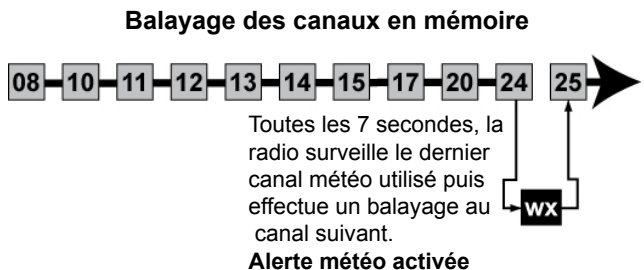 Balayage des canaux en mémoire
08 10 11 12 13 14 15 17 20 24 25
Toutes les 7 secondes, la
radio surveille le dernier
canal météo utilisé puis
effectue un balayage au
canal suivant.
wx
Alerte météo activée